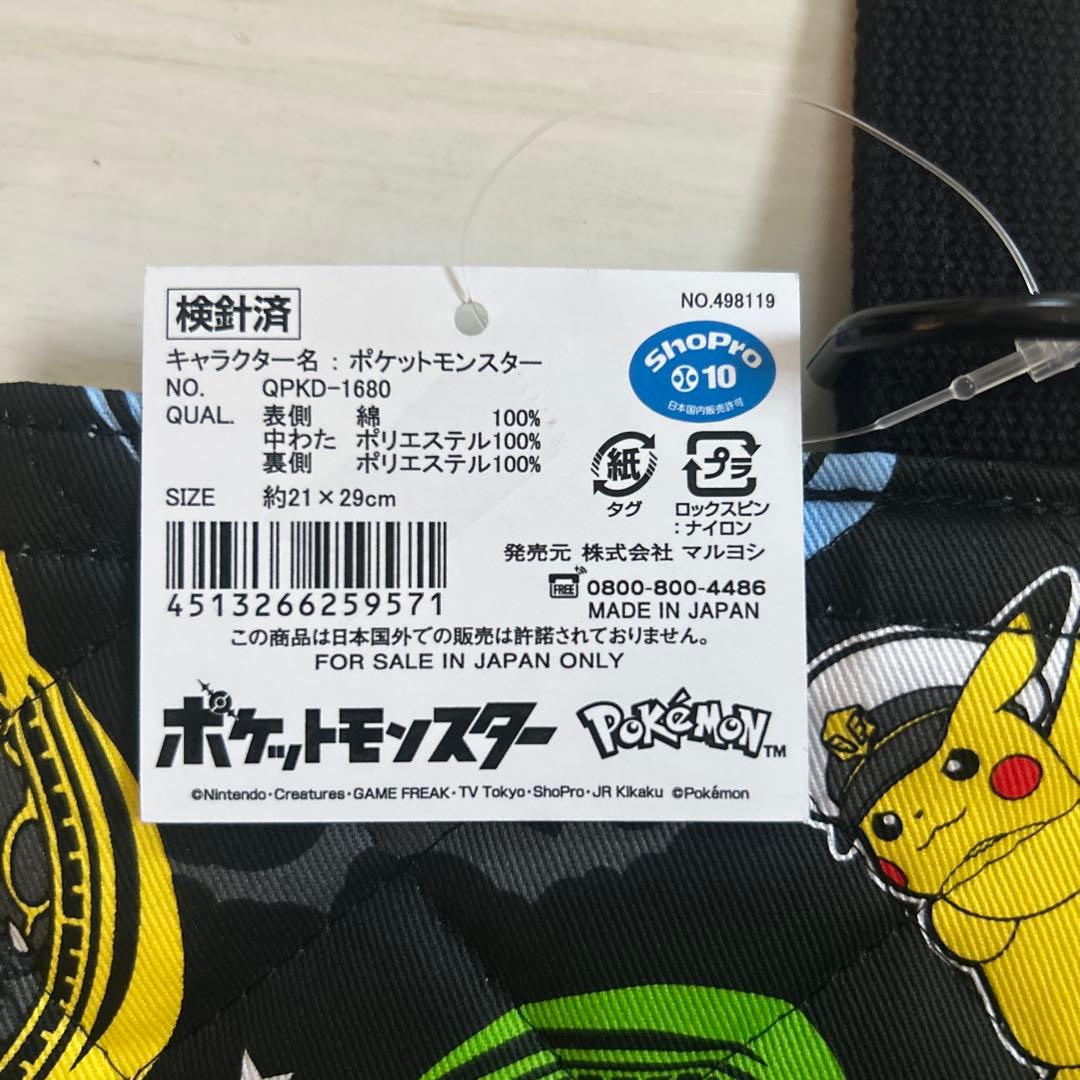 検針済
NO.498119
キャラクター名：ポケットモンスター
NO. QPKD-1680
QUAL. 表側 綿 100%
中わた ポリエステル100%
裏側 ポリエステル100%
SIZE 約21×29cm
ShoPro
10
日本国内販売許可
紙
タグ
プラ
ロックスピン
：ナイロン
4513266259571
発売元 株式会社 マルヨシ
FREE 0800-800-4486
MADE IN JAPAN
この商品は日本国外での販売は許諾されておりません。
FOR SALE IN JAPAN ONLY
ポケットモンスター
POKéMON™
©Nintendo・Creatures・GAME FREAK・TV Tokyo・ShoPro・JR Kikaku ©Pokémon